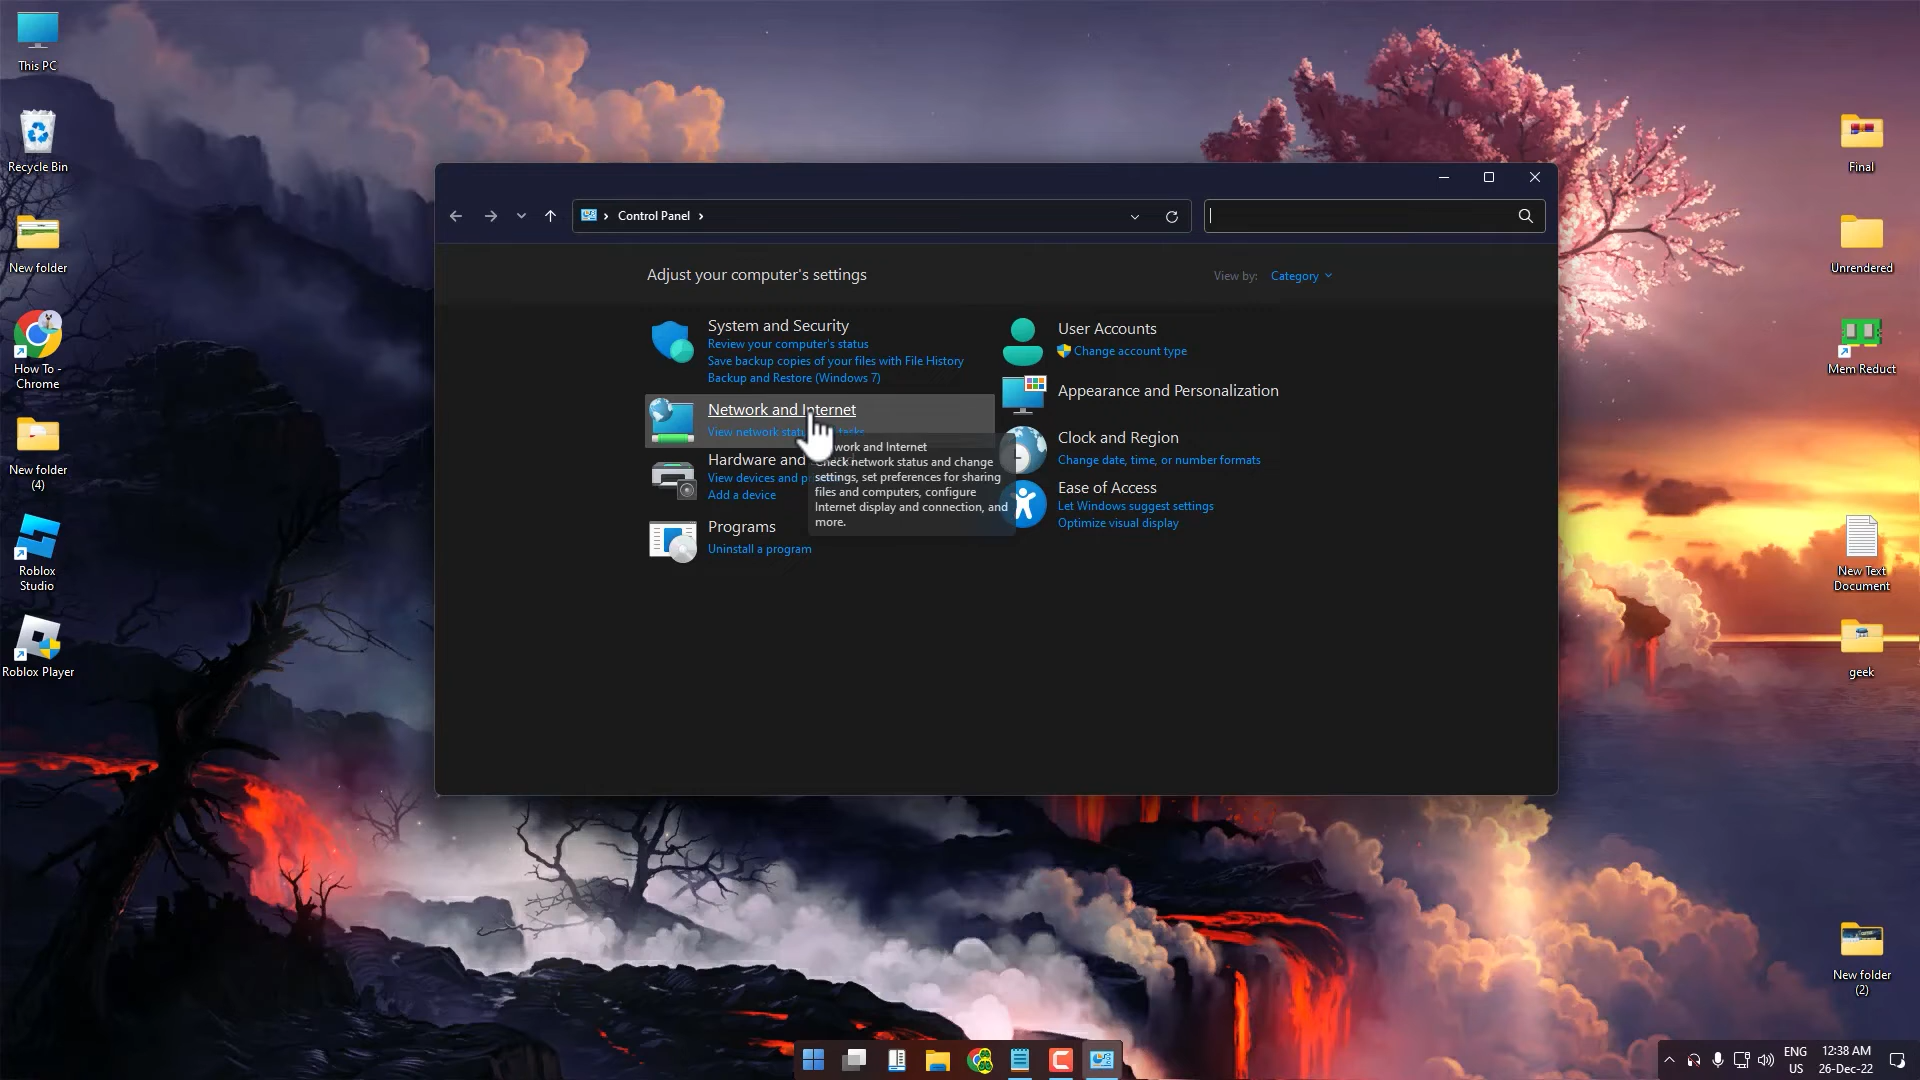 This PC
Recycle Bin
New folder
How To -
Chrome
New folder
(4)
Roblox
Studio
Roblox Player
Control Panel
Adjust your computer's settings
View by:
Category
System and Security
Review your computer's status
Save backup copies of your files with File History
Backup and Restore (Windows 7)
Network and Internet
View network
Hardware and
View devices and
Add a device
Programs
Uninstall a program
and Internet
Check network status and change
settings, set preferences for sharing
files and computers, configure
Internet display and connection, and
more.
User Accounts
Change account type
Appearance and Personalization
Clock and Region
Change date, time, or number formats
Ease of Access
Let Windows suggest settings
Optimize visual display
Final
Unrendered
Mem Reduct
New Text
Document
geek
New folder
(2)
ENG
US
12:38 AM
26-Dec-22